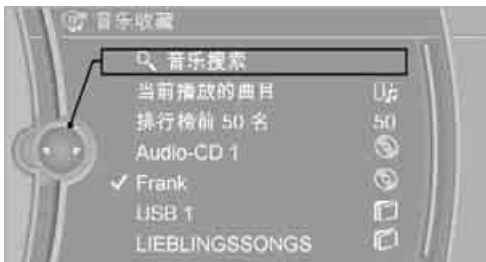 音乐收藏
音乐搜索
当前播放的曲目
排行榜前 50 名 50
Audio-CD 1
Frank
USB 1
LIEBLINGSSONGS